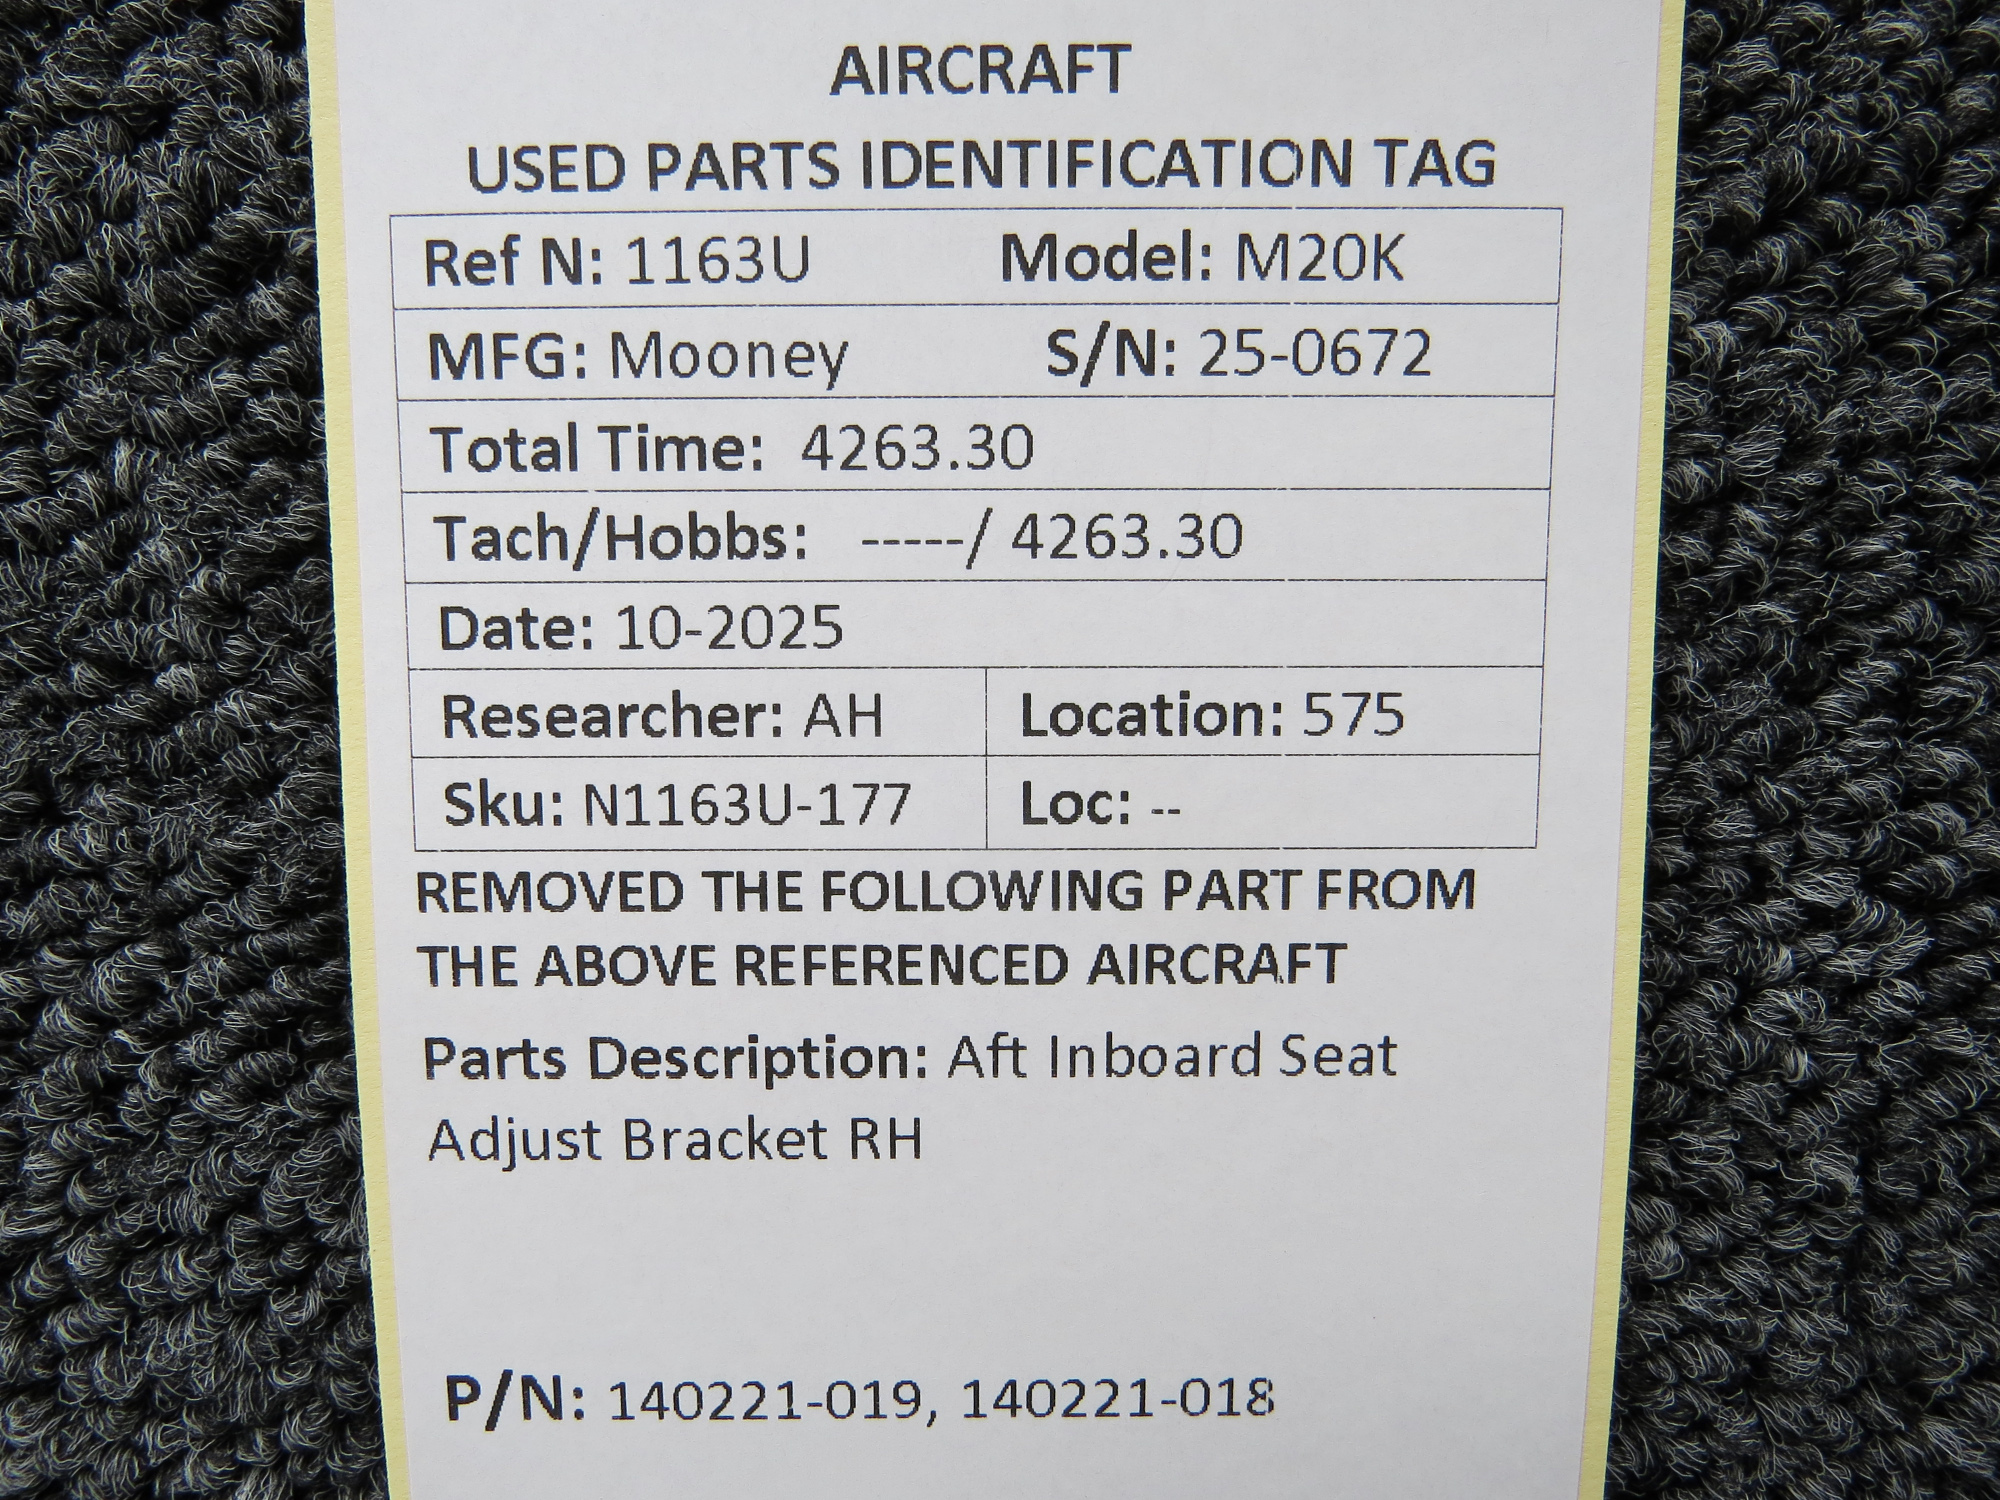 AIRCRAFT
USED PARTS IDENTIFICATION TAG
Ref N: 1163U Model: M20K
MFG: Mooney S/N: 25-0672
Total Time: 4263.30
Tach/Hobbs: -----/ 4263.30
Date: 10-2025
Researcher: AH Location: 575
Sku: N1163U-177 Loc: --
REMOVED THE FOLLOWING PART FROM
THE ABOVE REFERENCED AIRCRAFT
Parts Description: Aft Inboard Seat
Adjust Bracket RH
P/N: 140221-019, 140221-018